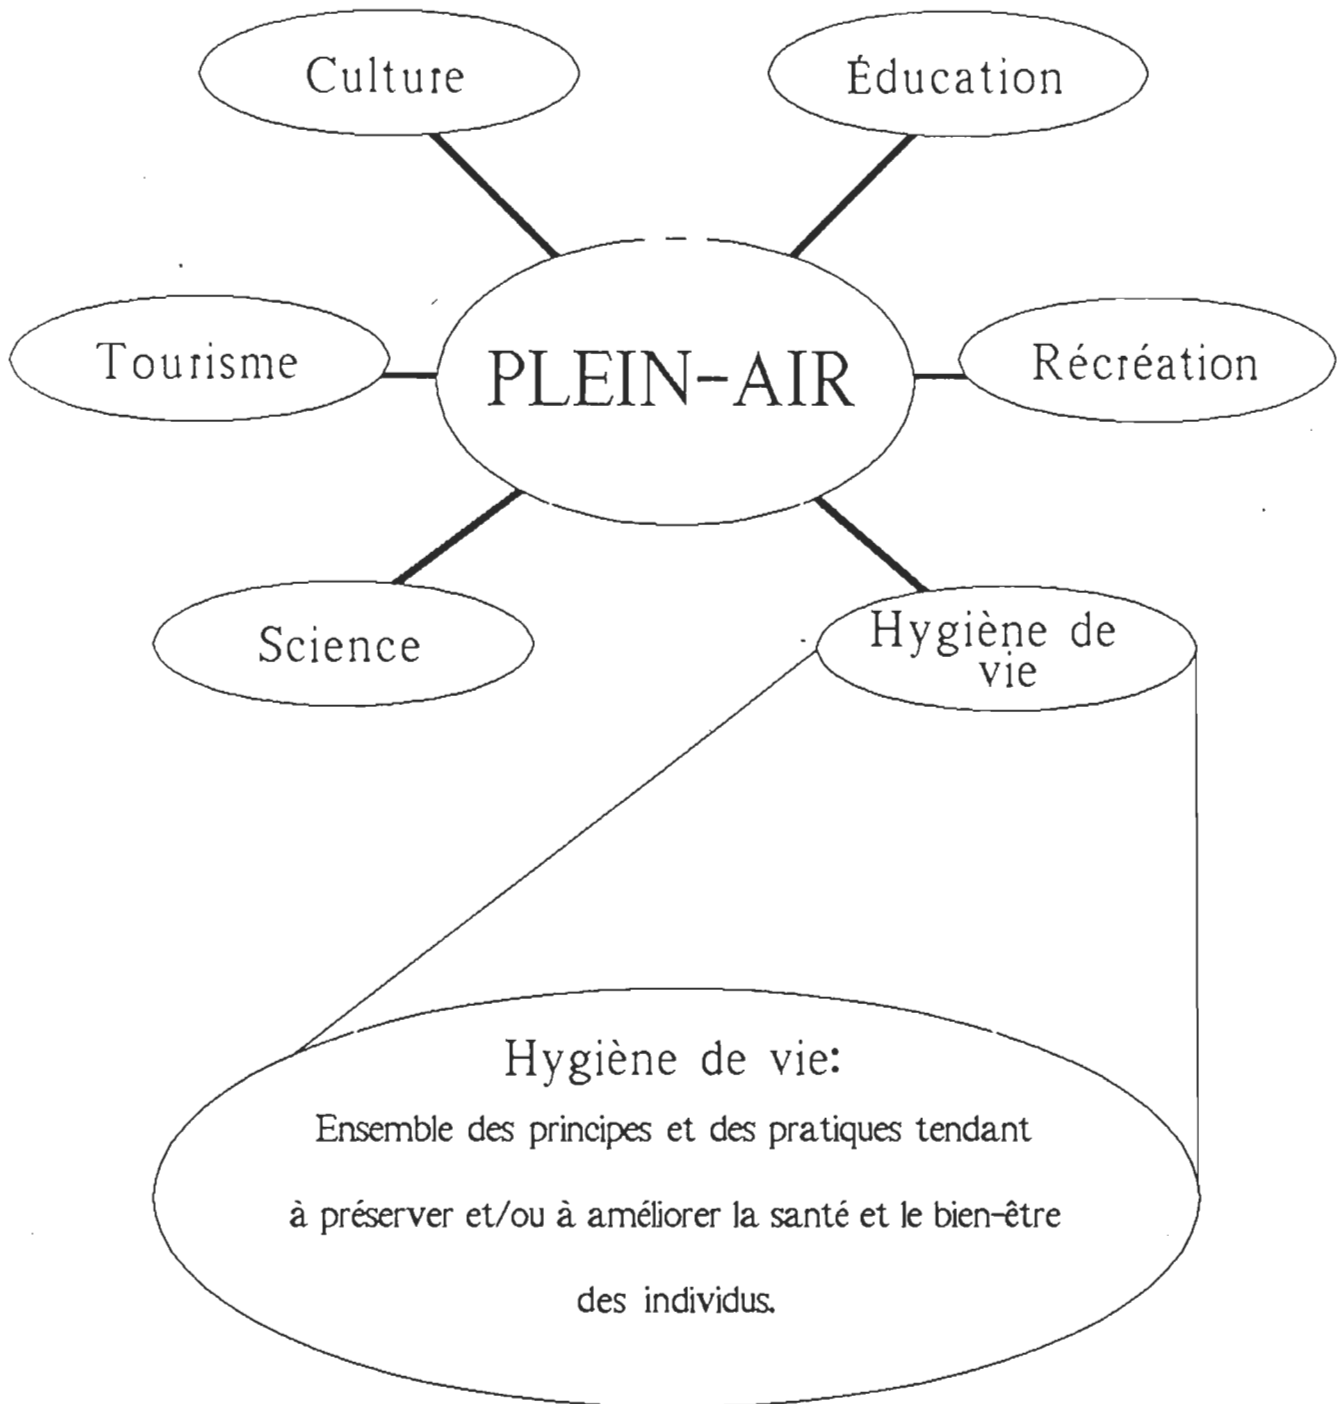 Culture
Éducation
Tourisme
PLEIN-AIR
Récréation
Science
Hygiène de
vie
Hygiène de vie:
Ensemble des principes et des pratiques tendant
à préserver et/ou à améliorer la santé et le bien-être
des individus.